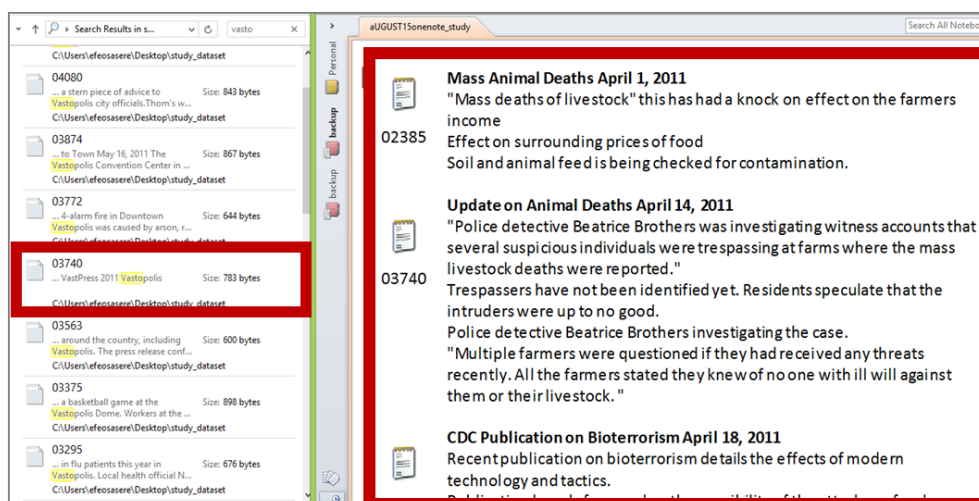 Search Results in s...
vasto
C:\Users\efeosasere\Desktop\study_dataset
04080
... a stern piece of advice to
Size: 843 bytes
Vastopolis city officials.Thom's w...
C:\Users\efeosasere\Desktop\study_dataset
03874
... to Town May 16, 2011 The
Size: 867 bytes
Vastopolis Convention Center in ...
C:\Users\efeosasere\Desktop\study_dataset
03772
... 4-alarm fire in Downtown
Size: 644 bytes
Vastopolis was caused by arson, r...
C:\Users\efeosasere\Desktop\study_dataset
03740
... VastPress 2011 Vastopolis
Size: 783 bytes
C:\Users\efeosasere\Desktop\study_dataset
03563
... around the country, including
Size: 600 bytes
Vastopolis. The press release conf...
C:\Users\efeosasere\Desktop\study_dataset
03375
... a basketball game at the
Size: 898 bytes
Vastopolis Dome. Workers at the ...
C:\Users\efeosasere\Desktop\study_dataset
03295
... in flu patients this year in
Size: 676 bytes
Vastopolis. Local health official N...
C:\Users\efeosasere\Desktop\study_dataset
Personal
backup
backup
aUGUST15onenote_study
Search All Notebo
Mass Animal Deaths April 1, 2011
"Mass deaths of livestock" this has had a knock on effect on the farmers
income
02385
Effect on surrounding prices of food
Soil and animal feed is being checked for contamination.
Update on Animal Deaths April 14, 2011
"Police detective Beatrice Brothers was investigating witness accounts that
several suspicious individuals were trespassing at farms where the mass
livestock deaths were reported."
03740
Trespassers have not been identified yet. Residents speculate that the
intruders were up to no good.
Police detective Beatrice Brothers investigating the case.
"Multiple farmers were questioned if they had received any threats
recently. All the farmers stated they knew of no one with ill will against
them or their livestock. "
CDC Publication on Bioterrorism April 18, 2011
Recent publication on bioterrorism details the effects of modern
technology and tactics.